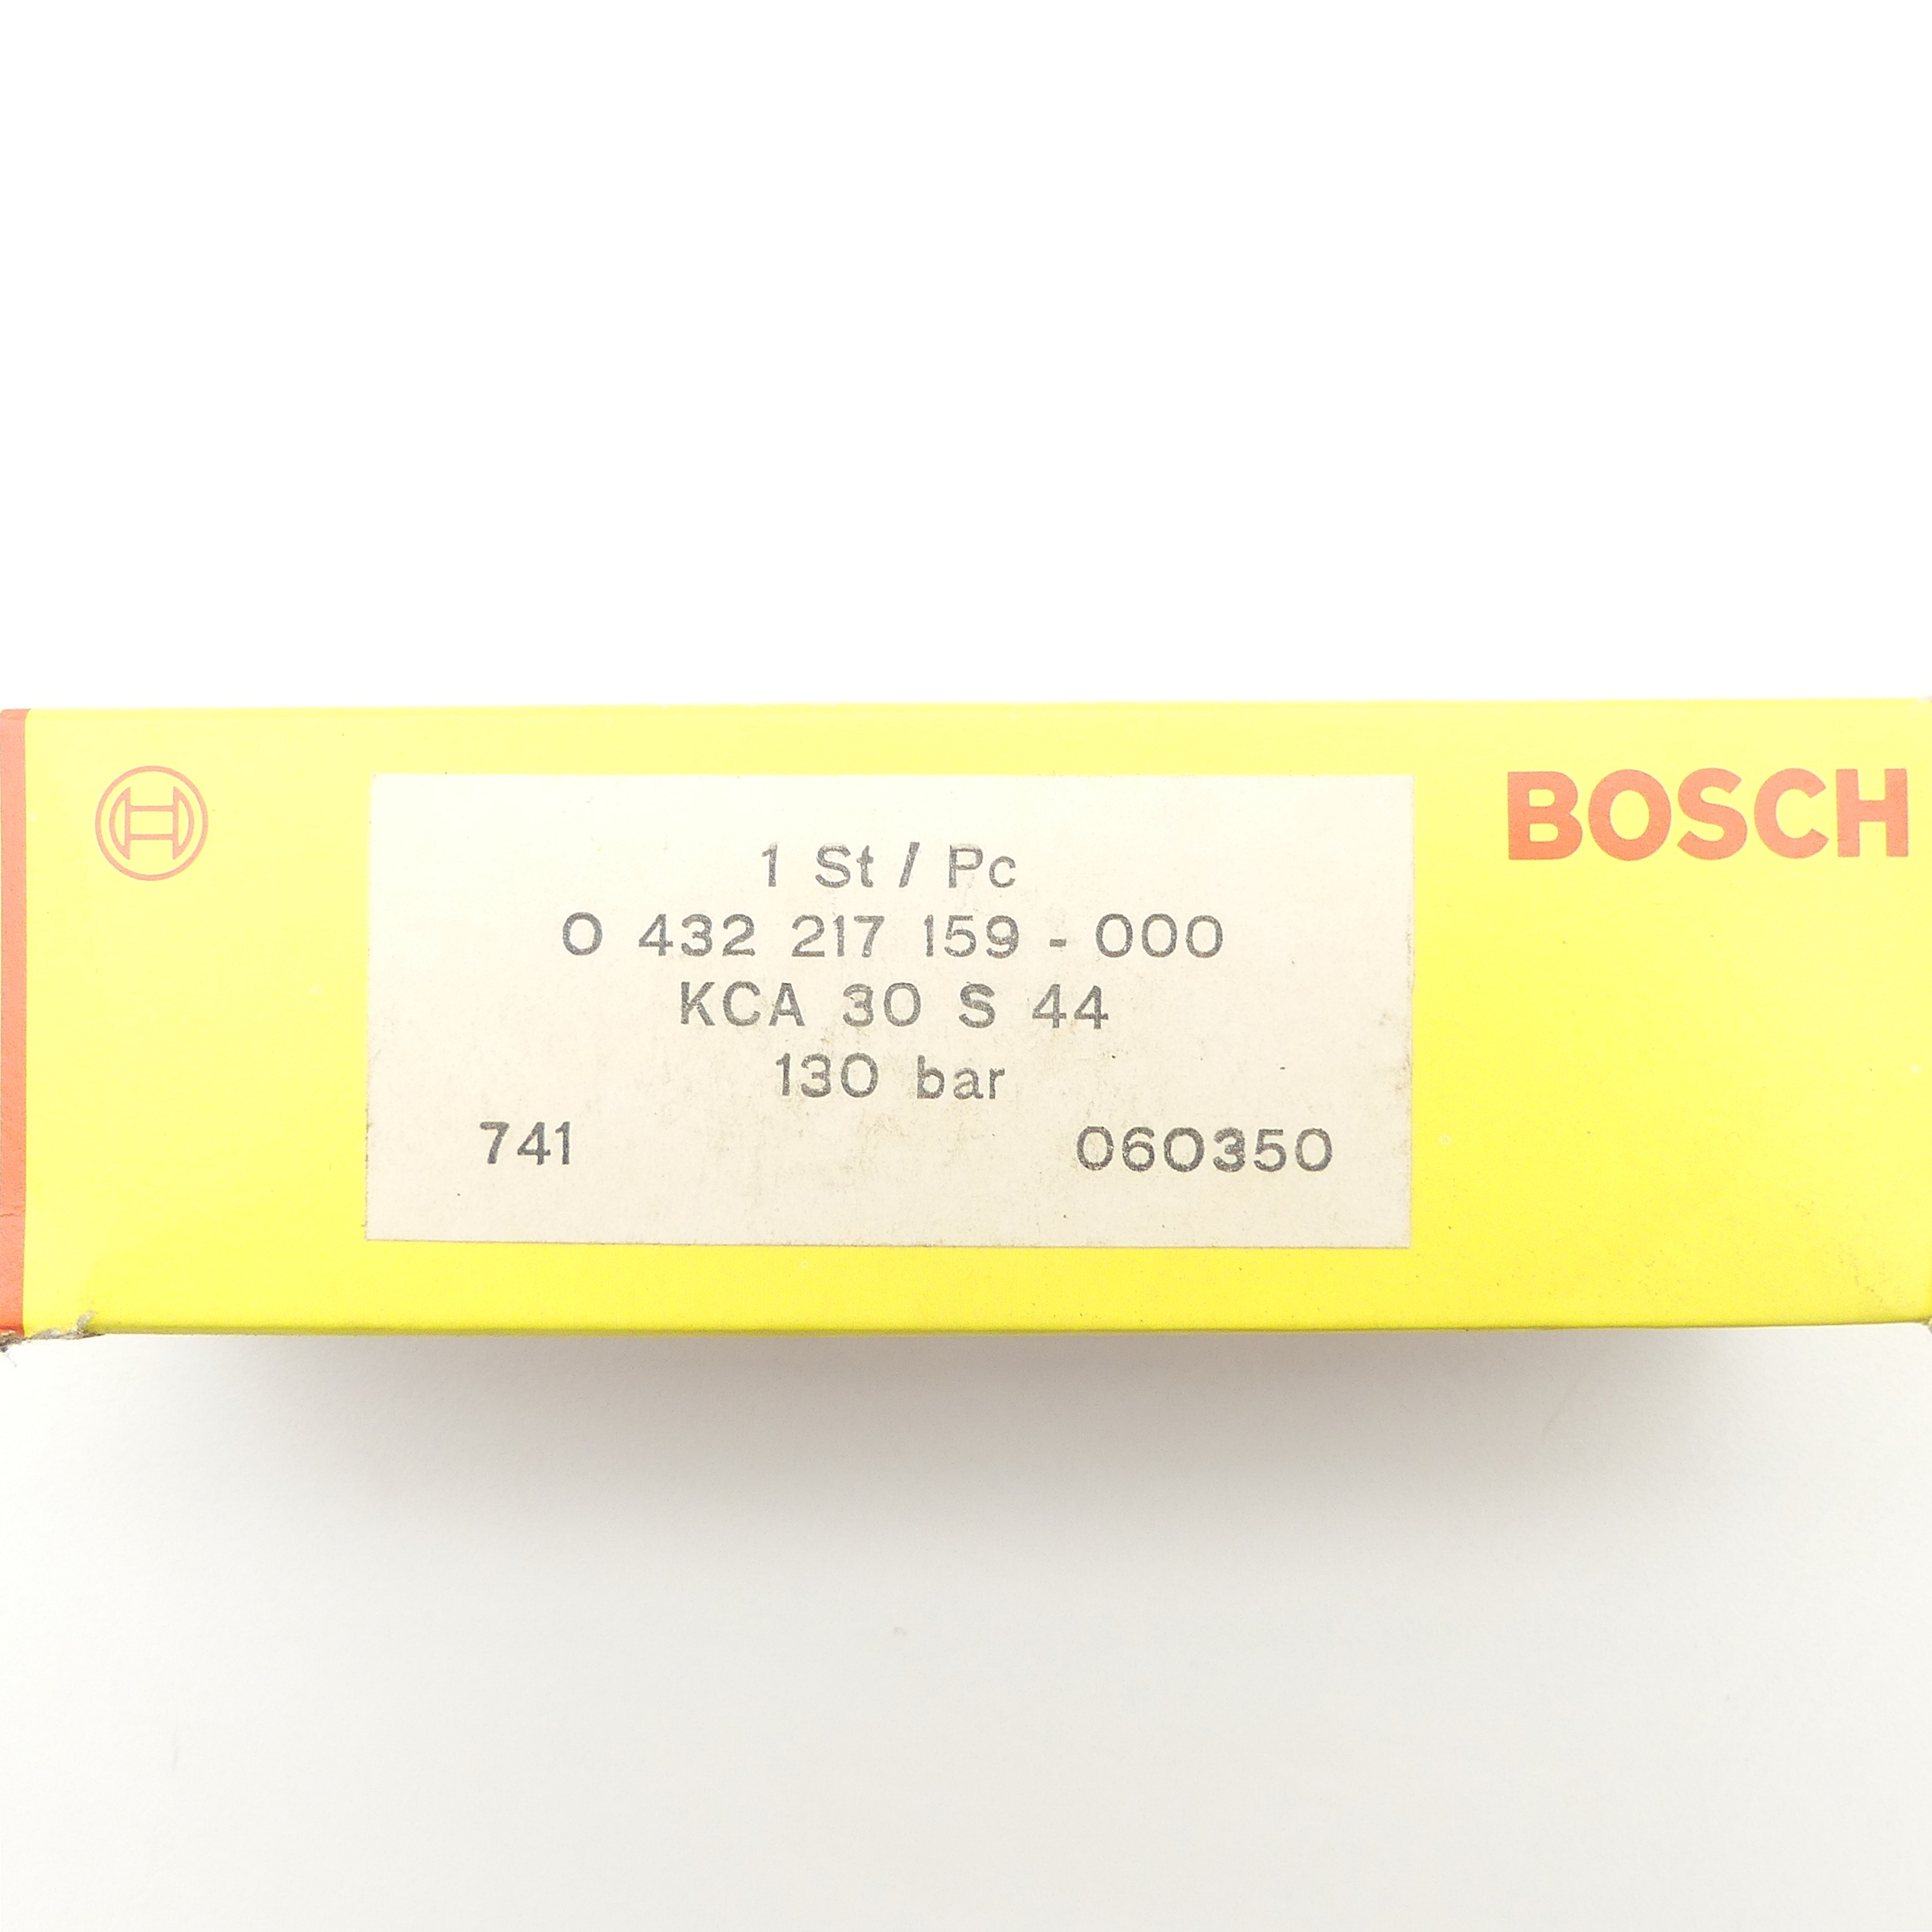 BOSCH
1 St / Pc
0 432 217 159 - 000
KCA 30 S 44
130 bar
741 060350